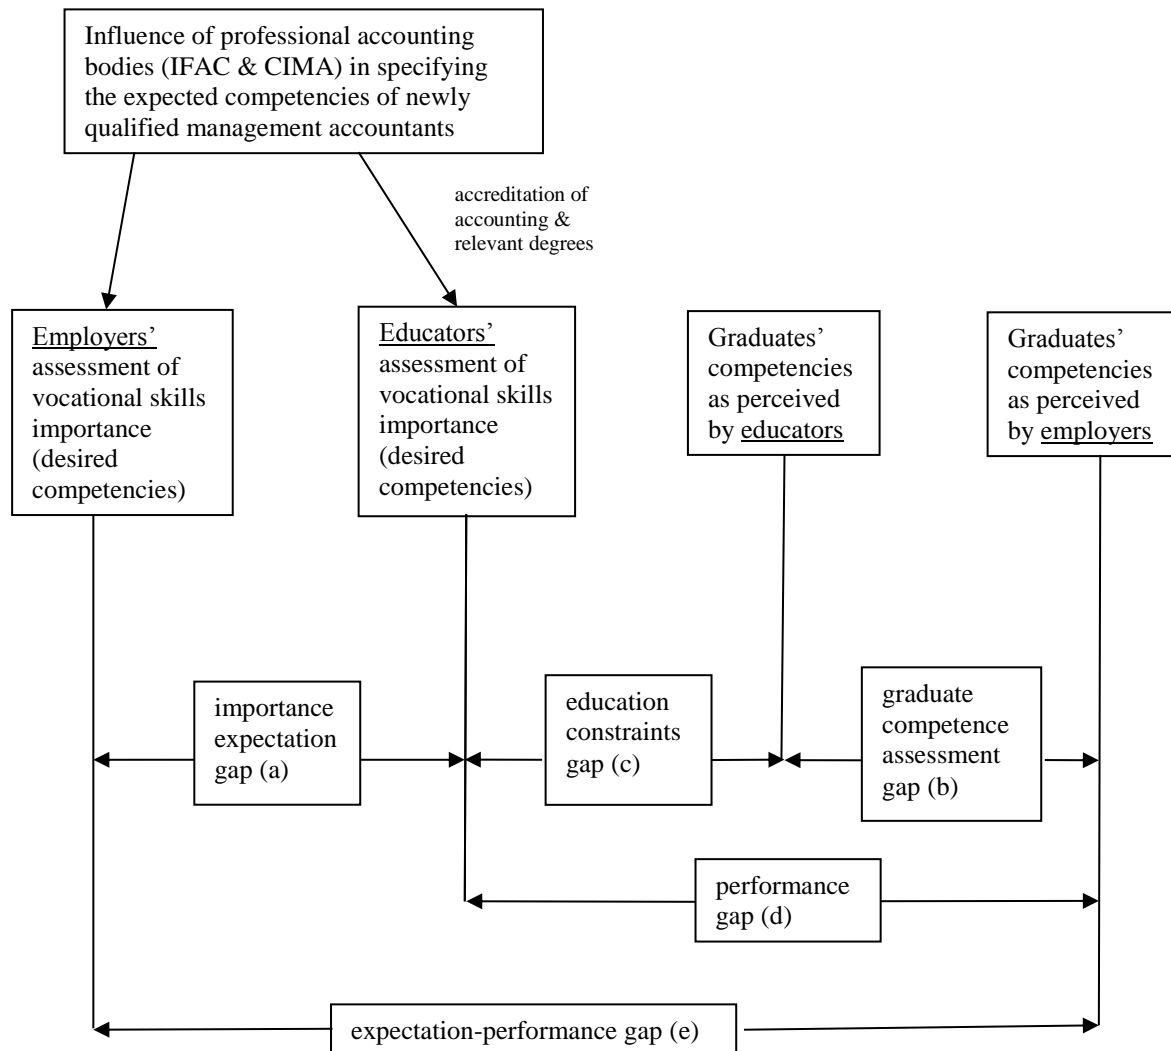 Influence of professional accounting
bodies (IFAC & CIMA) in specifying
the expected competencies of newly
qualified management accountants
accreditation of
accounting &
relevant degrees
Employers’
assessment of
vocational skills
importance
(desired
competencies)
Educators’
assessment of
vocational skills
importance
(desired
competencies)
Graduates’
competencies
as perceived
by educators
Graduates’
competencies
as perceived
by employers
importance
expectation
gap (a)
education
constraints
gap (c)
graduate
competence
assessment
gap (b)
performance
gap (d)
expectation-performance gap (e)